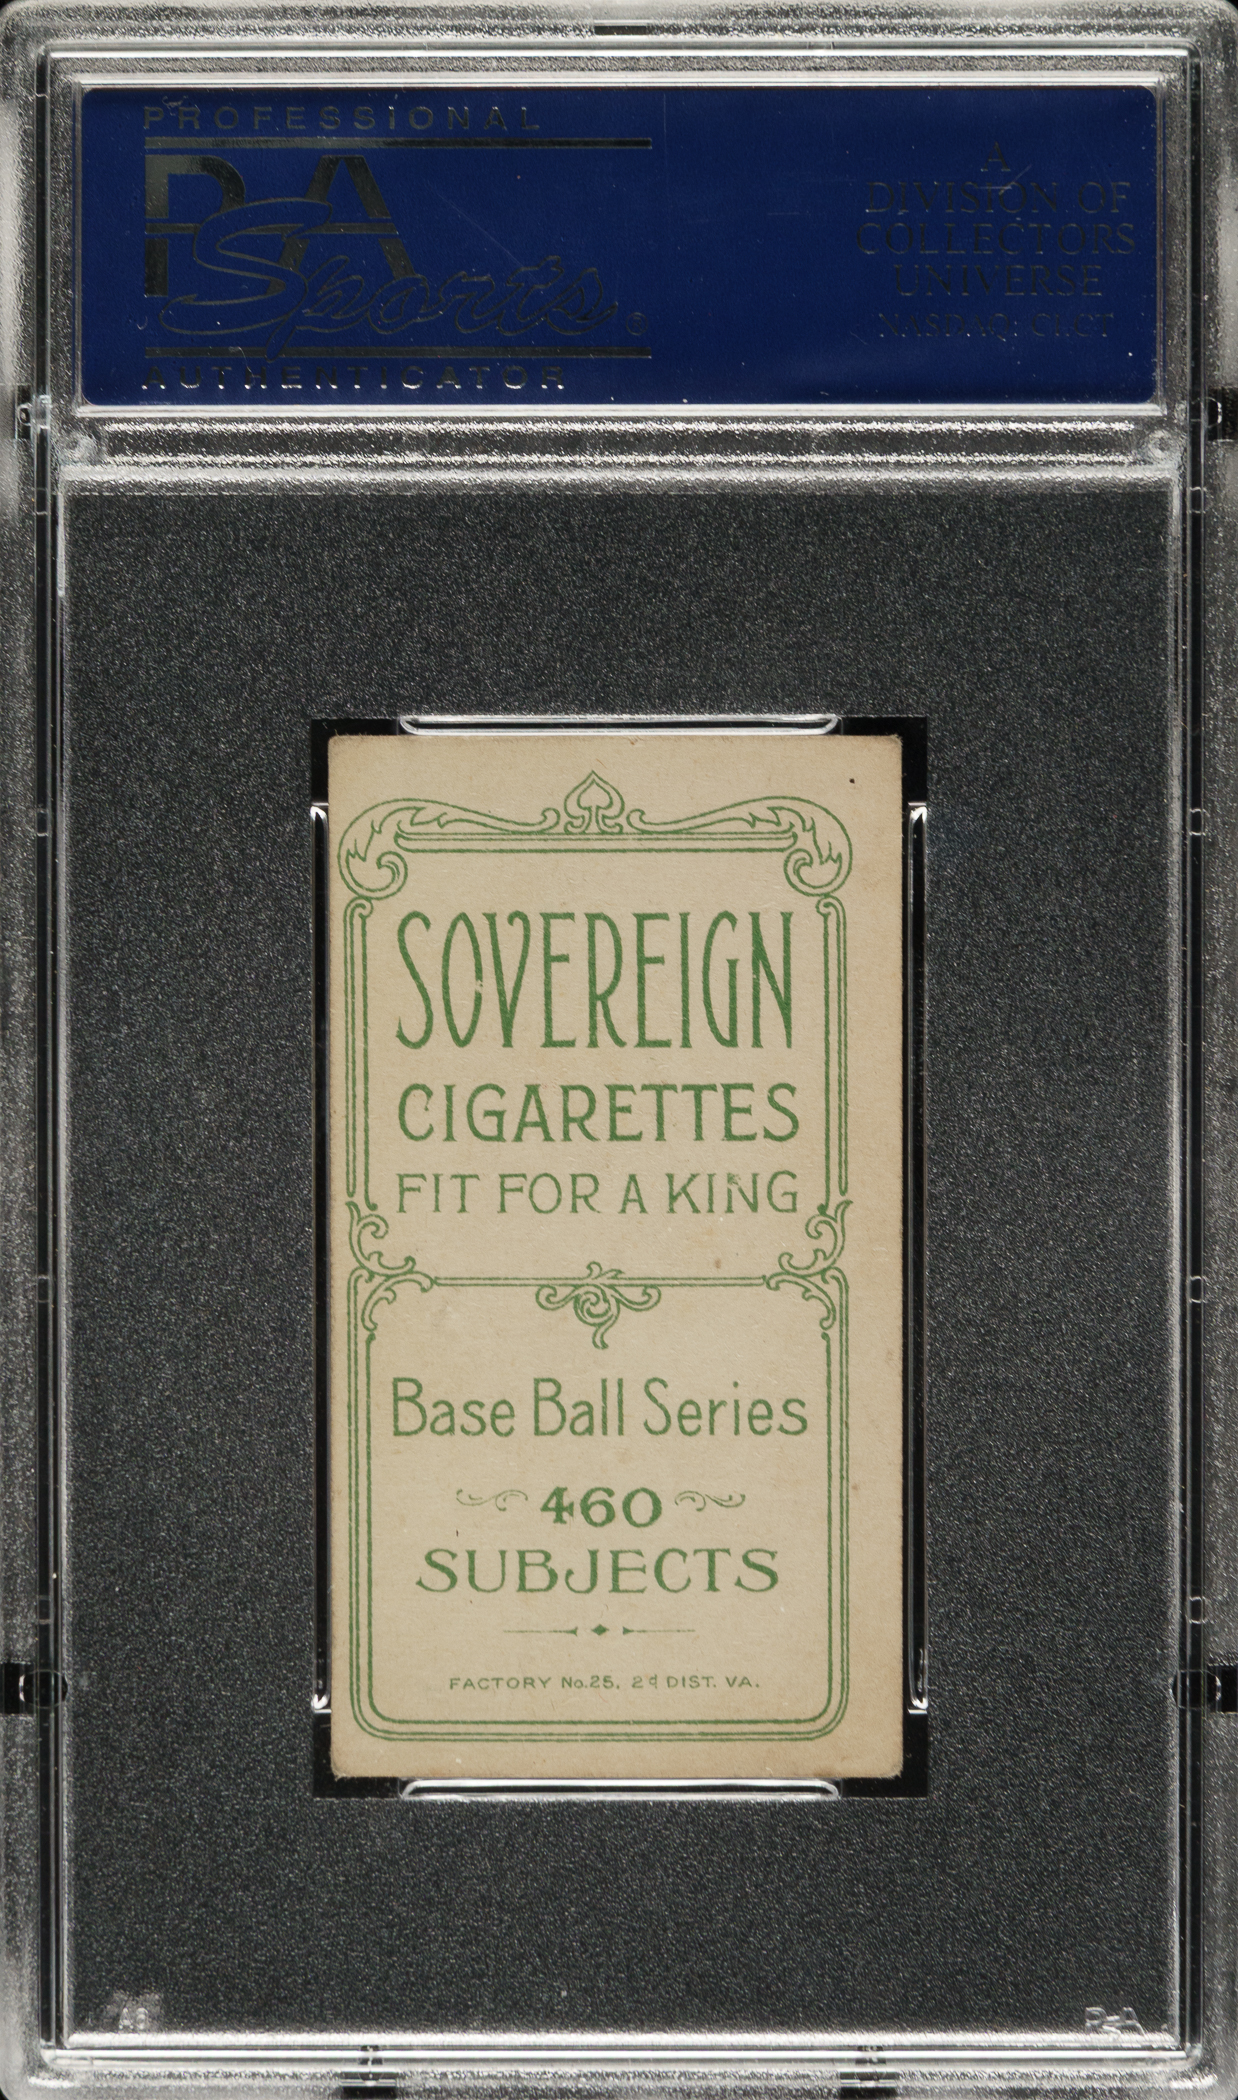 PROFESSIONAL
PSA
Sports
AUTHENTICATOR
A
DIVISION OF
COLLECTORS
UNIVERSE
NASDAQ: CLCT
SOVEREIGN
CIGARETTES
FIT FOR A KING
Base Ball Series
460
SUBJECTS
FACTORY No.25, 2d DIST. VA.
PSA